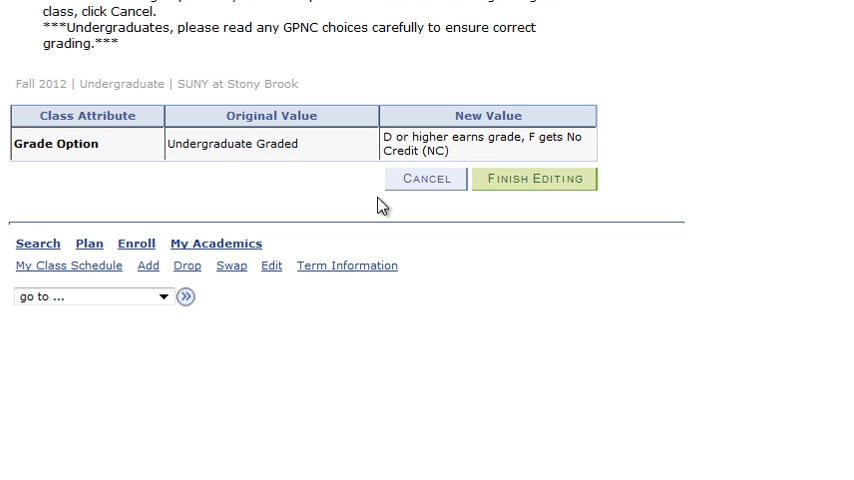 class, click Cancel.
***Undergraduates, please read any GPNC choices carefully to ensure correct
grading.***
Fall 2012 | Undergraduate | SUNY at Stony Brook
Class Attribute Original Value New Value
Grade Option Undergraduate Graded D or higher earns grade, F gets No
Credit (NC)
CANCEL FINISH EDITING
Search Plan Enroll My Academics
My Class Schedule Add Drop Swap Edit Term Information
go to ...